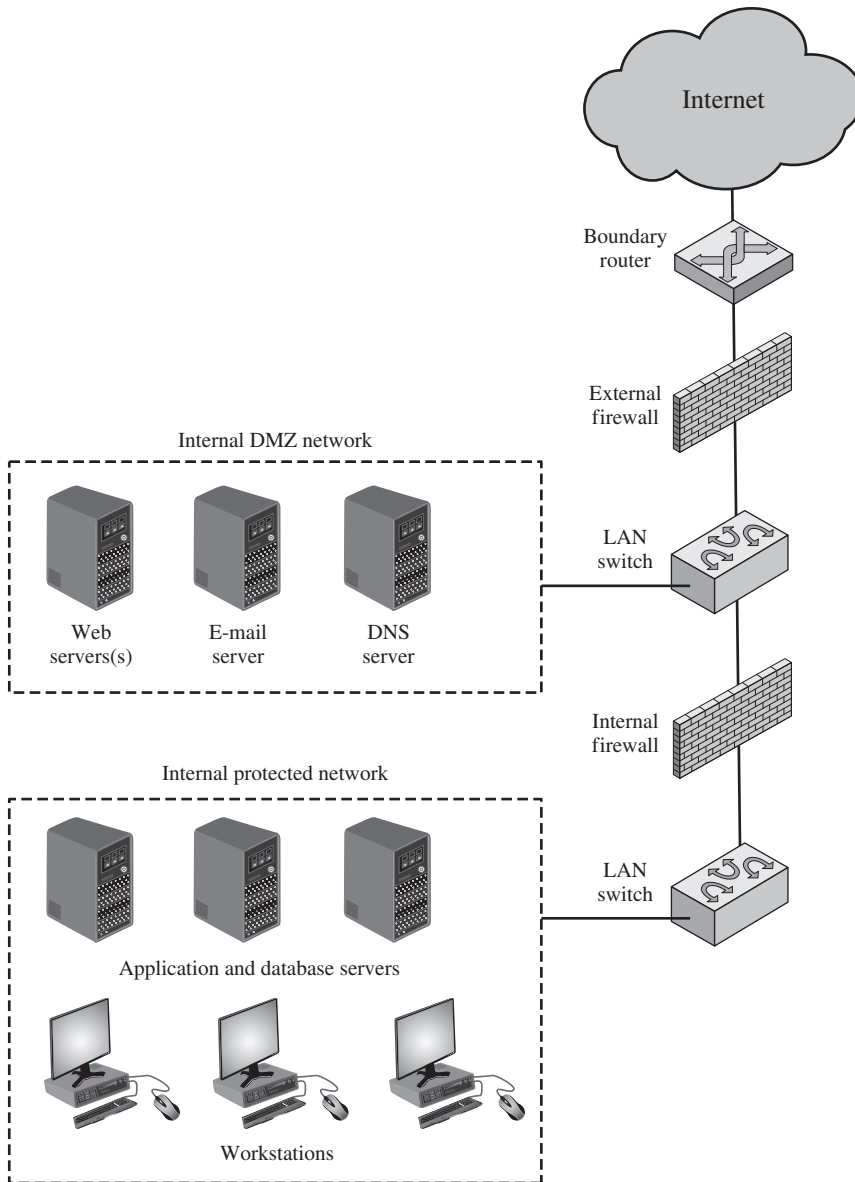 Internet
Boundary
router
External
firewall
Internal DMZ network
LAN
switch
Web
servers(s)
E-mail
server
DNS
server
Internal
firewall
Internal protected network
LAN
switch
Application and database servers
Workstations